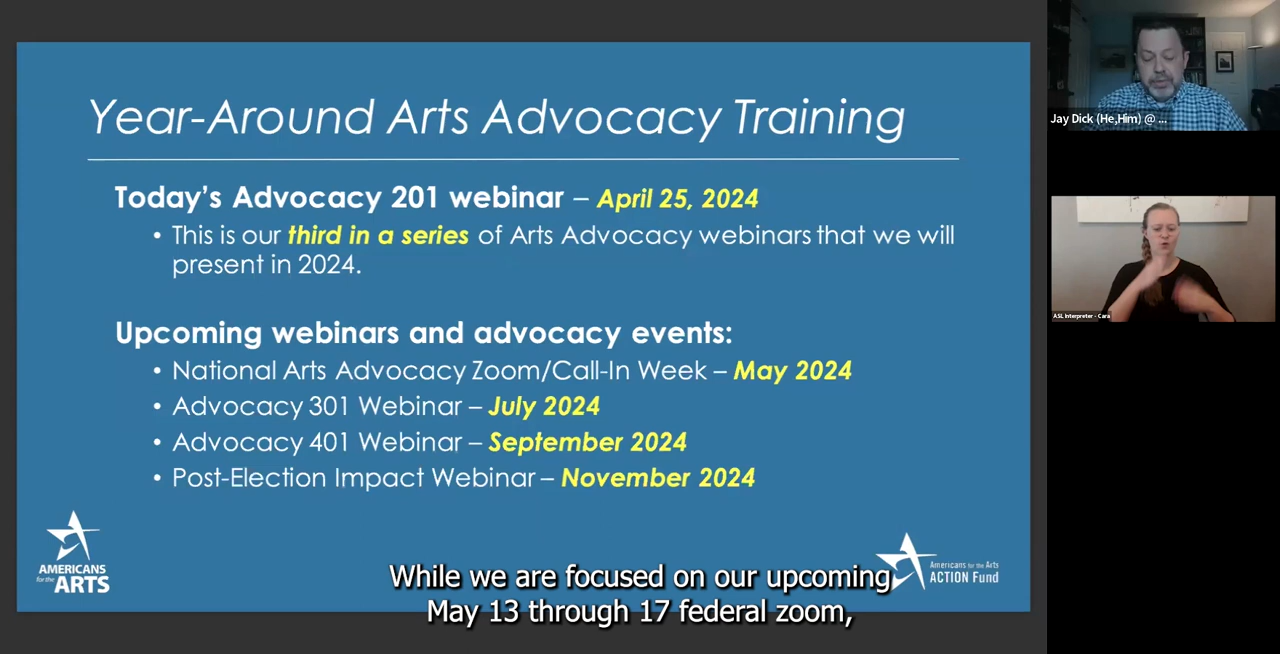 Year-Around Arts Advocacy Training
Today's Advocacy 201 webinar – April 25, 2024
• This is our third in a series of Arts Advocacy webinars that we will
present in 2024.
Upcoming webinars and advocacy events:
• National Arts Advocacy Zoom/Call-In Week – May 2024
• Advocacy 301 Webinar – July 2024
• Advocacy 401 Webinar – September 2024
• Post-Election Impact Webinar – November 2024
AMERICANS
for the ARTS
Americans for the Arts
ACTION Fund
While we are focused on our upcoming
May 13 through 17 federal zoom,
Jay Dick (He,Him) @ ...
ASL Interpreter - Cara